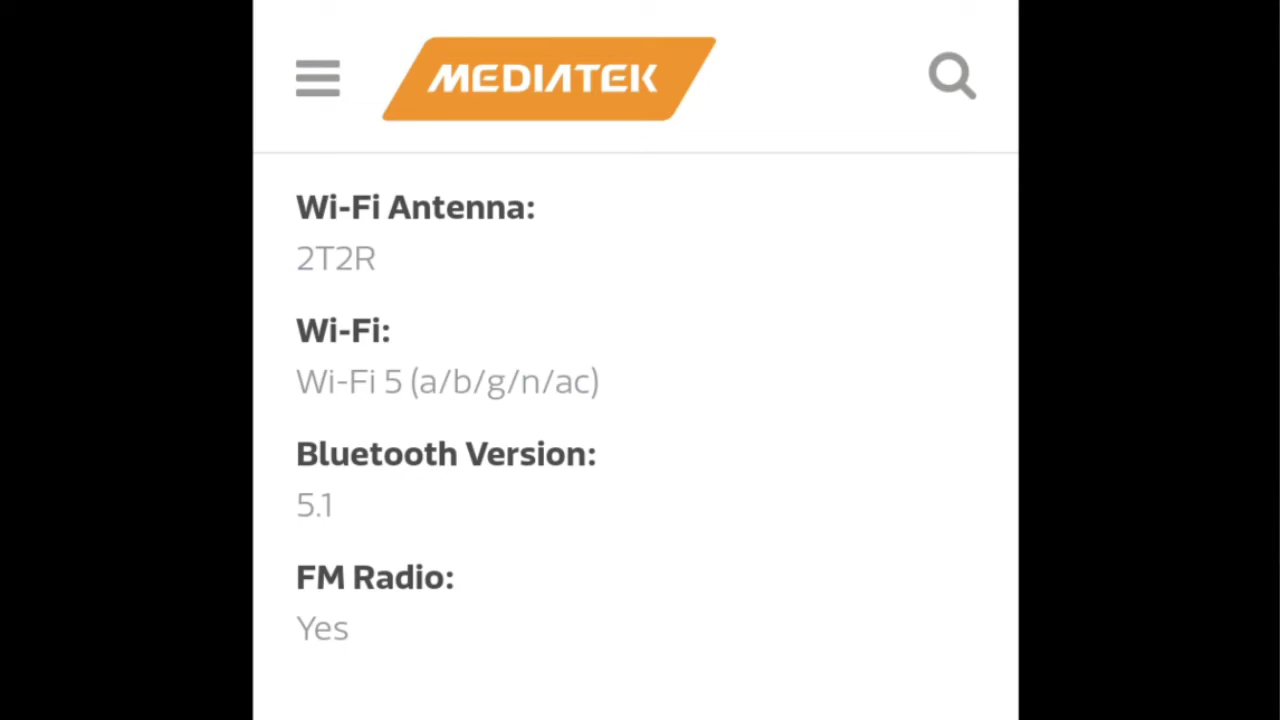 MEDIATEK
Wi-Fi Antenna:
2T2R
Wi-Fi:
Wi-Fi 5 (a/b/g/n/ac)
Bluetooth Version:
5.1
FM Radio:
Yes